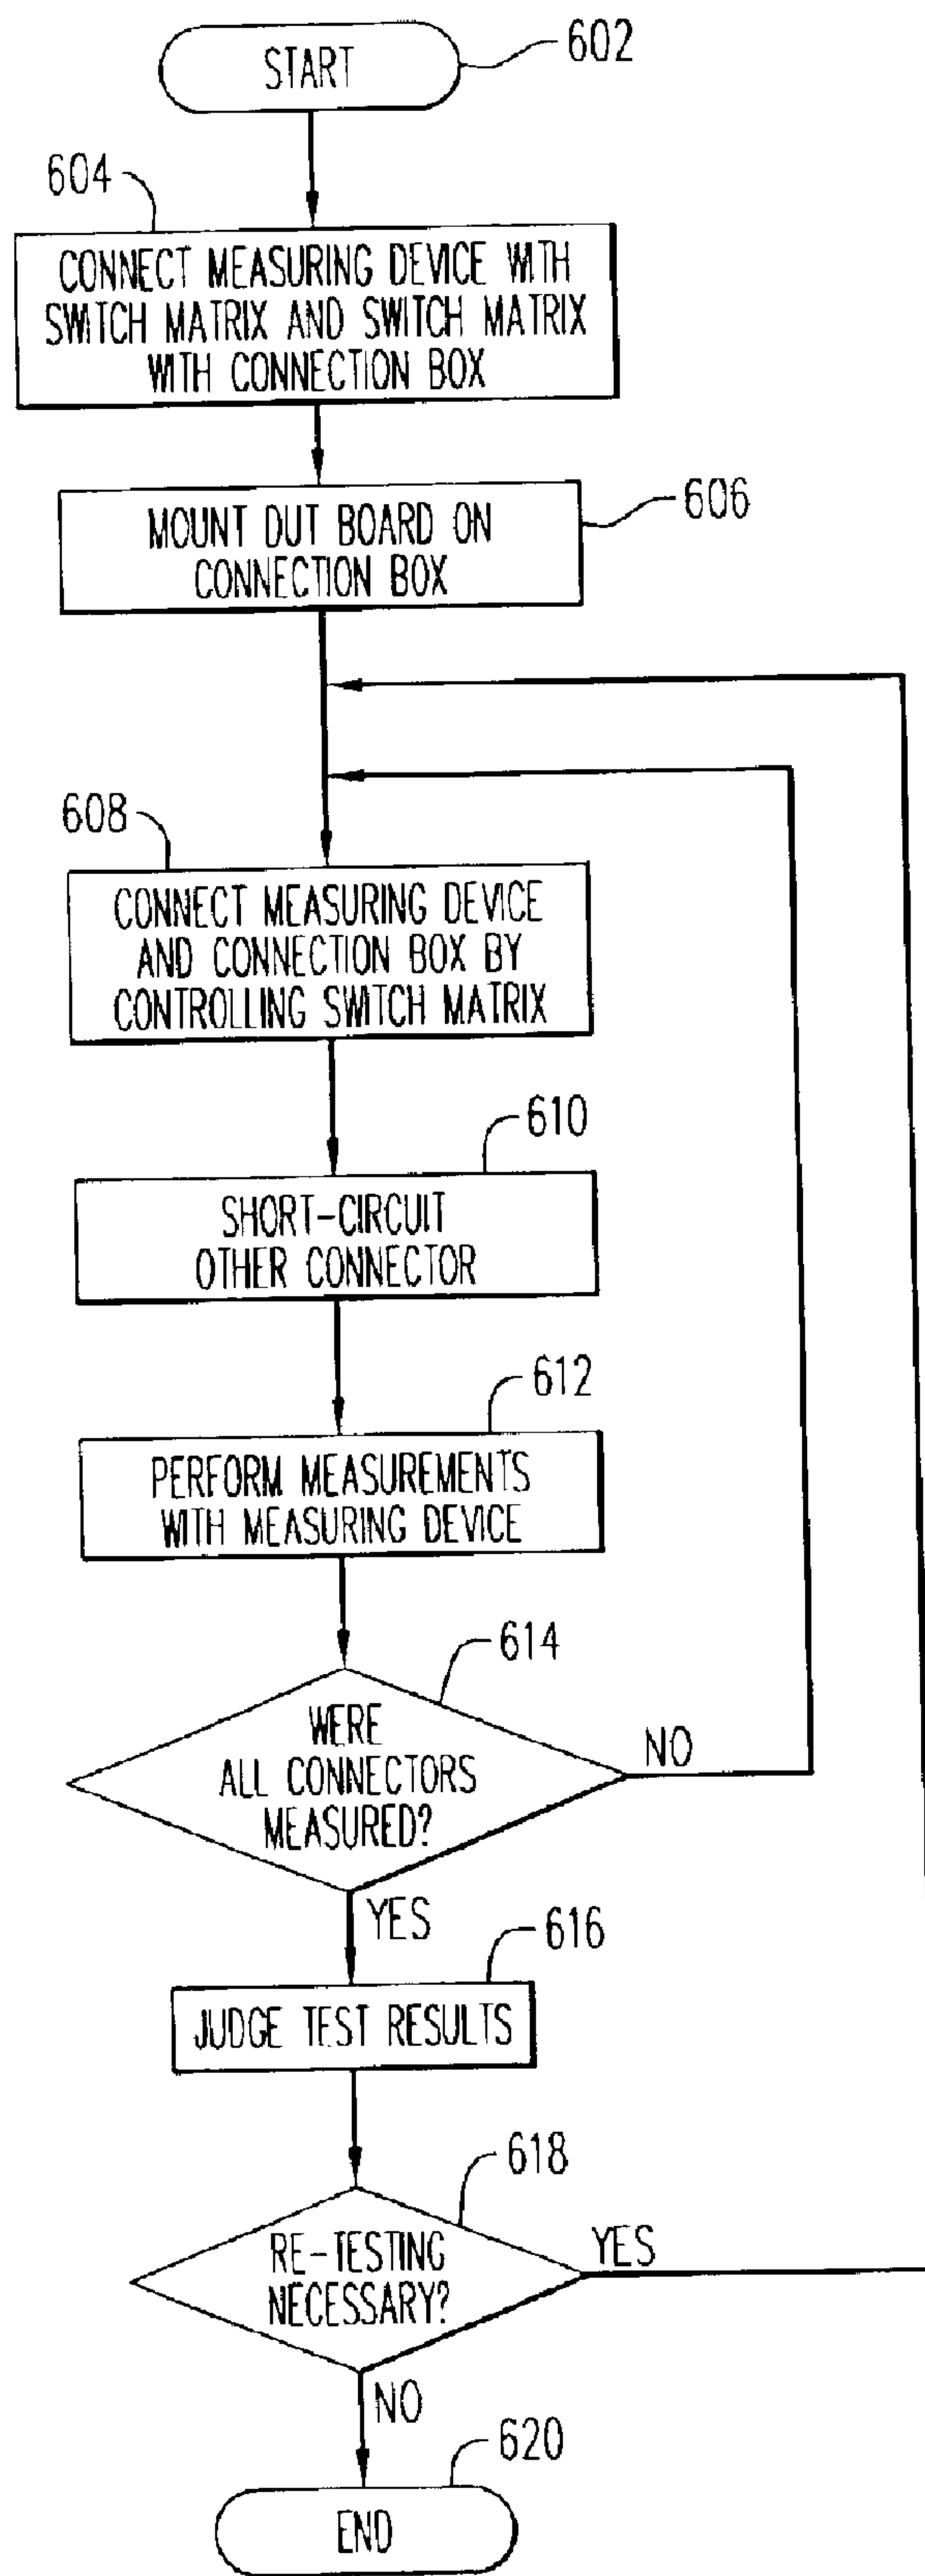 START
602
604
CONNECT MEASURING DEVICE WITH
SWITCH MATRIX AND SWITCH MATRIX
WITH CONNECTION BOX
MOUNT DUT BOARD ON
CONNECTION BOX
606
608
CONNECT MEASURING DEVICE
AND CONNECTION BOX BY
CONTROLLING SWITCH MATRIX
610
SHORT-CIRCUIT
OTHER CONNECTOR
612
PERFORM MEASUREMENTS
WITH MEASURING DEVICE
614
WERE
ALL CONNECTORS
MEASURED?
NO
YES
616
JUDGE TEST RESULTS
618
RE-TESTING
NECESSARY?
YES
NO
620
END